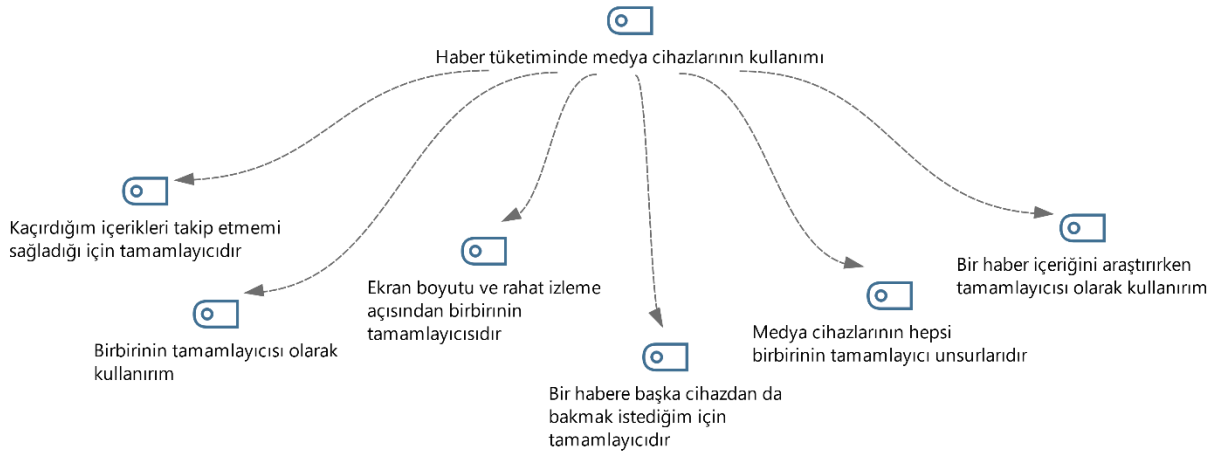 Haber tüketiminde medya cihazlarının kullanımı
Kaçırdığım içerikleri takip etmemi
sağladığı için tamamlayıcıdır
Birbirinin tamamlayıcısı olarak
kullanırım
Ekran boyutu ve rahat izleme
açısından birbirinin
tamamlayıcısıdır
Bir habere başka cihazdan da
bakmak istediğim için
tamamlayıcıdır
Medya cihazlarının hepsi
birbirinin tamamlayıcı unsurlarıdır
Bir haber içeriğini araştırırken
tamamlayıcısı olarak kullanırım